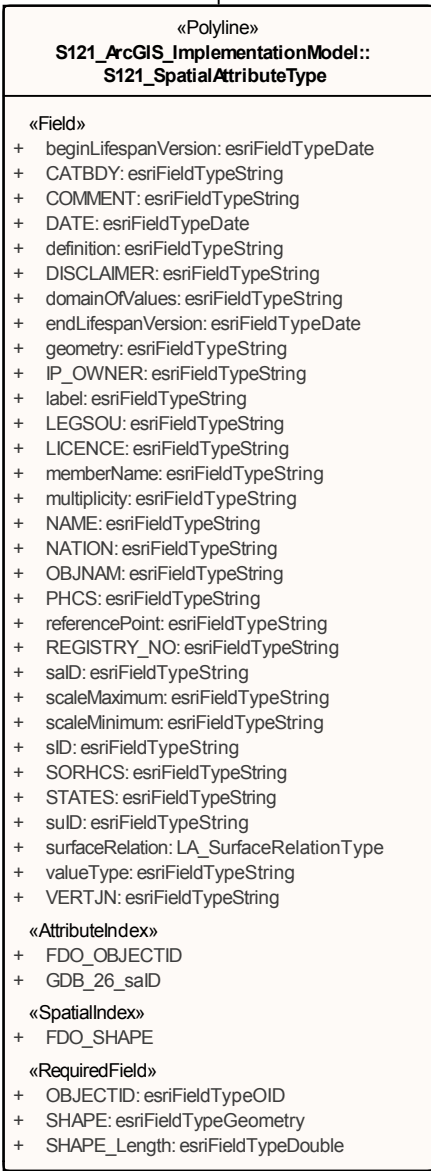 «Polyline»
S121_ArcGIS_ImplementationModel::
S121_SpatialAttributeType
«Field»
+ beginLifespanVersion: esriFieldTypeDate
+ CATBDY: esriFieldTypeString
+ COMMENT: esriFieldTypeString
+ DATE: esriFieldTypeDate
+ definition: esriFieldTypeString
+ DISCLAIMER: esriFieldTypeString
+ domainOfValues: esriFieldTypeString
+ endLifespanVersion: esriFieldTypeDate
+ geometry: esriFieldTypeString
+ IP_OWNER: esriFieldTypeString
+ label: esriFieldTypeString
+ LEGSOU: esriFieldTypeString
+ LICENCE: esriFieldTypeString
+ memberName: esriFieldTypeString
+ multiplicity: esriFieldTypeString
+ NAME: esriFieldTypeString
+ NATION: esriFieldTypeString
+ OBJNAM: esriFieldTypeString
+ PHCS: esriFieldTypeString
+ referencePoint: esriFieldTypeString
+ REGISTRY_NO: esriFieldTypeString
+ saID: esriFieldTypeString
+ scaleMaximum: esriFieldTypeString
+ scaleMinimum: esriFieldTypeString
+ sID: esriFieldTypeString
+ SORHCS: esriFieldTypeString
+ STATES: esriFieldTypeString
+ suID: esriFieldTypeString
+ surfaceRelation: LA_SurfaceRelationType
+ valueType: esriFieldTypeString
+ VERTJN: esriFieldTypeString
«AttributeIndex»
+ FDO_OBJECTID
+ GDB_26_saID
«SpatialIndex»
+ FDO_SHAPE
«RequiredField»
+ OBJECTID: esriFieldTypeOID
+ SHAPE: esriFieldTypeGeometry
+ SHAPE_Length: esriFieldTypeDouble